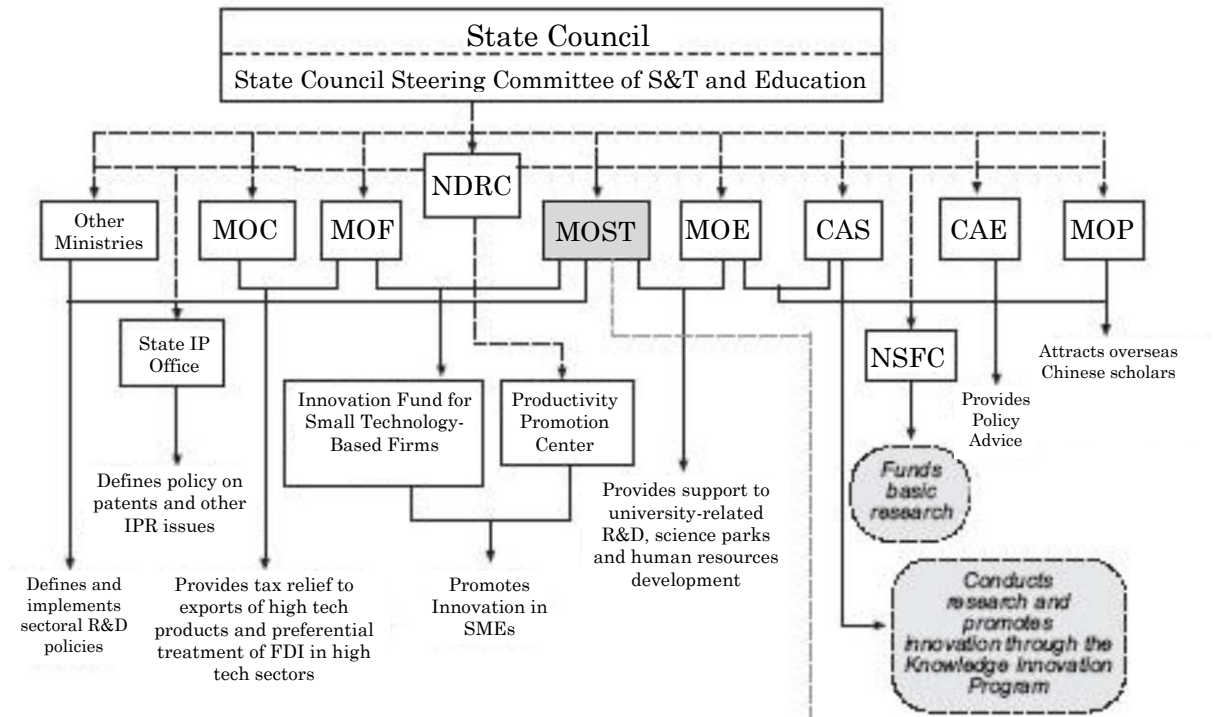 State Council
State Council Steering Committee of S&T and Education
NDRC
Other
Ministries
MOC
MOF
MOST
MOE
CAS
CAE
MOP
State IP
Office
NSFC
Attracts overseas
Chinese scholars
Innovation Fund for
Small Technology-
Based Firms
Productivity
Promotion
Center
Provides
Policy
Advice
Defines policy on
patents and other
IPR issues
Funds
basic
research
Provides support to
university-related
R&D, science parks
and human resources
development
Defines and
implements
sectoral R&D
policies
Provides tax relief to
exports of high tech
products and preferential
treatment of FDI in high
tech sectors
Promotes
Innovation in
SMEs
Conducts
research and
promotes
innovation through the
Knowledge Innovation
Program